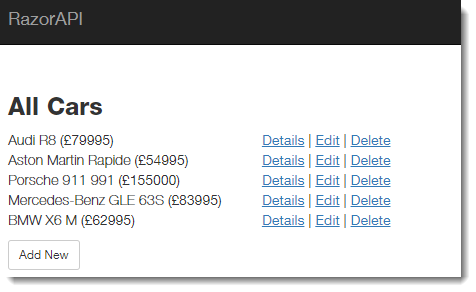 RazorAPI
All Cars
Audi R8 (£79995) Details | Edit | Delete
Aston Martin Rapide (£54995) Details | Edit | Delete
Porsche 911 991 (£155000) Details | Edit | Delete
Mercedes-Benz GLE 63S (£83995) Details | Edit | Delete
BMW X6 M (£62995) Details | Edit | Delete
Add New